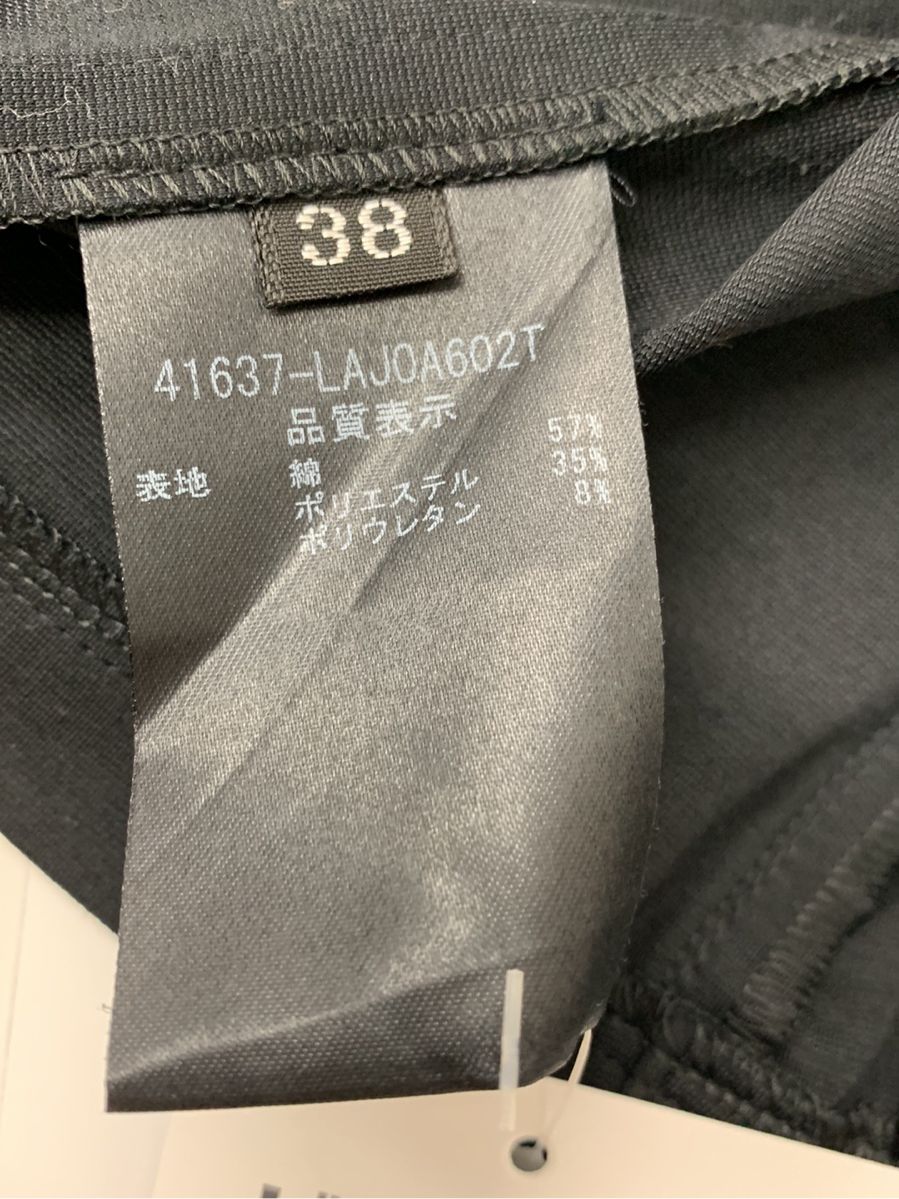 38
41637-LAJ0A602T
品質表示
表地 綿 57%
ポリエステル 35%
ポリウレタン 8%